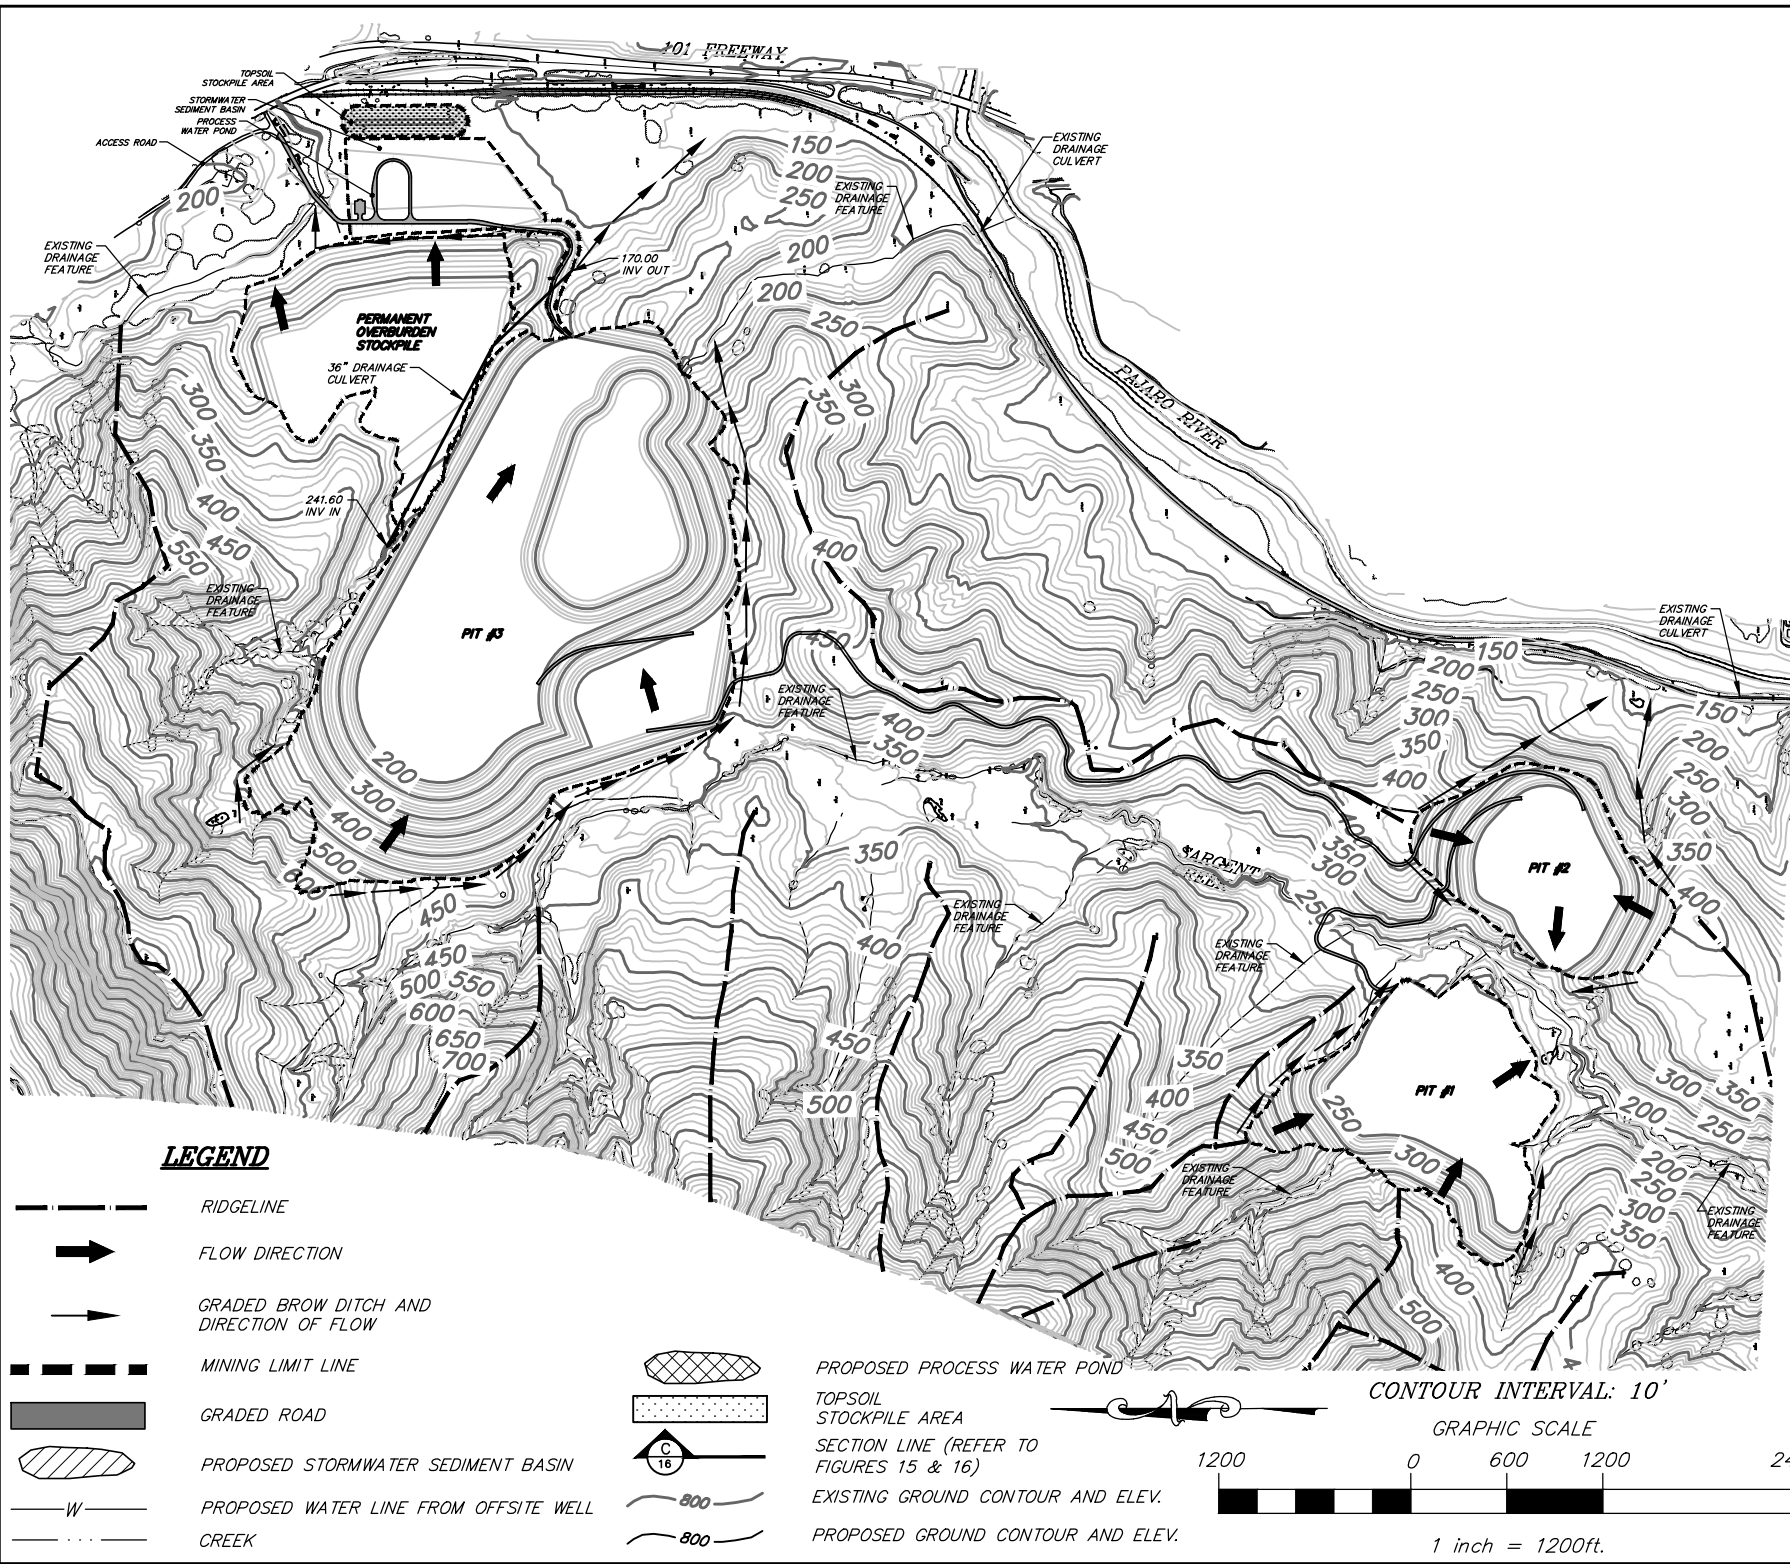 101 FREEWAY
TOPSOIL
STOCKPILE AREA
STORMWATER
SEDIMENT BASIN
PROCESS
WATER POND
ACCESS ROAD
200
EXISTING
DRAINAGE
FEATURE
150
200
250
EXISTING
DRAINAGE
FEATURE
EXISTING
DRAINAGE
CULVERT
200
200
250
170.00
INV OUT
PERMANENT
OVERBURDEN
STOCKPILE
36" DRAINAGE
CULVERT
300
350
400
450
550
300
350
PAJARO RIVER
241.60
INV IN
400
EXISTING
DRAINAGE
FEATURE
PIT #3
450
EXISTING
DRAINAGE
FEATURE
400
350
EXISTING
DRAINAGE
CULVERT
150
200
250
300
350
400
150
200
250
300
350
400
200
300
400
500
600
450
450
500 550
600
650
700
350
400
450
500
SARGENT
EXISTING
DRAINAGE
FEATURE
400
350
300
250
PIT #2
EXISTING
DRAINAGE
FEATURE
350
400
450
500
PIT #1
250
300
EXISTING
DRAINAGE
FEATURE
300
350
200
250
200
250
300
350
EXISTING
DRAINAGE
FEATURE
400
500
LEGEND
RIDGELINE
FLOW DIRECTION
GRADED BROW DITCH AND
DIRECTION OF FLOW
MINING LIMIT LINE
GRADED ROAD
PROPOSED STORMWATER SEDIMENT BASIN
W
PROPOSED WATER LINE FROM OFFSITE WELL
CREEK
PROPOSED PROCESS WATER POND
TOPSOIL
STOCKPILE AREA
C
16
SECTION LINE (REFER TO
FIGURES 15 & 16)
800
EXISTING GROUND CONTOUR AND ELEV.
800
PROPOSED GROUND CONTOUR AND ELEV.
N
CONTOUR INTERVAL: 10'
GRAPHIC SCALE
1200 0 600 1200
1 inch = 1200ft.